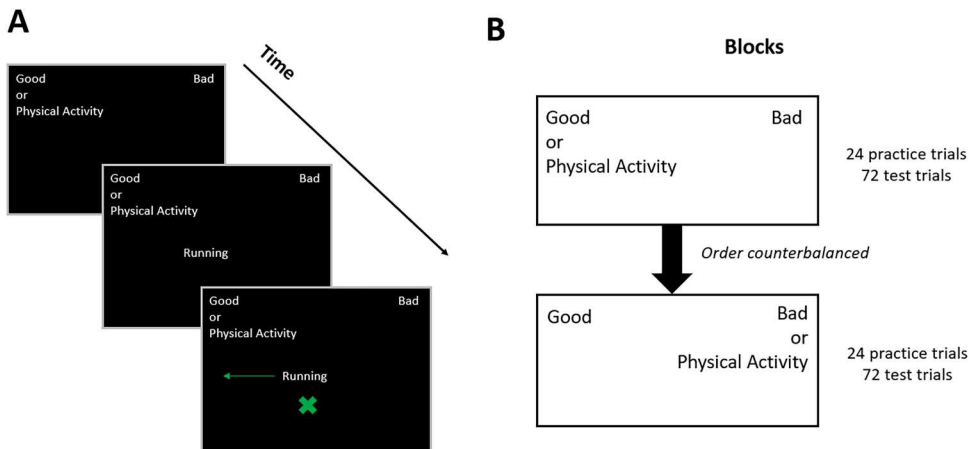 A
Time
Good Bad
or
Physical Activity
Good Bad
or
Physical Activity
Running
Good Bad
or
Physical Activity
Running
B
Blocks
Good Bad
or
Physical Activity
24 practice trials
72 test trials
Order counterbalanced
Good Bad
or
Physical Activity
24 practice trials
72 test trials